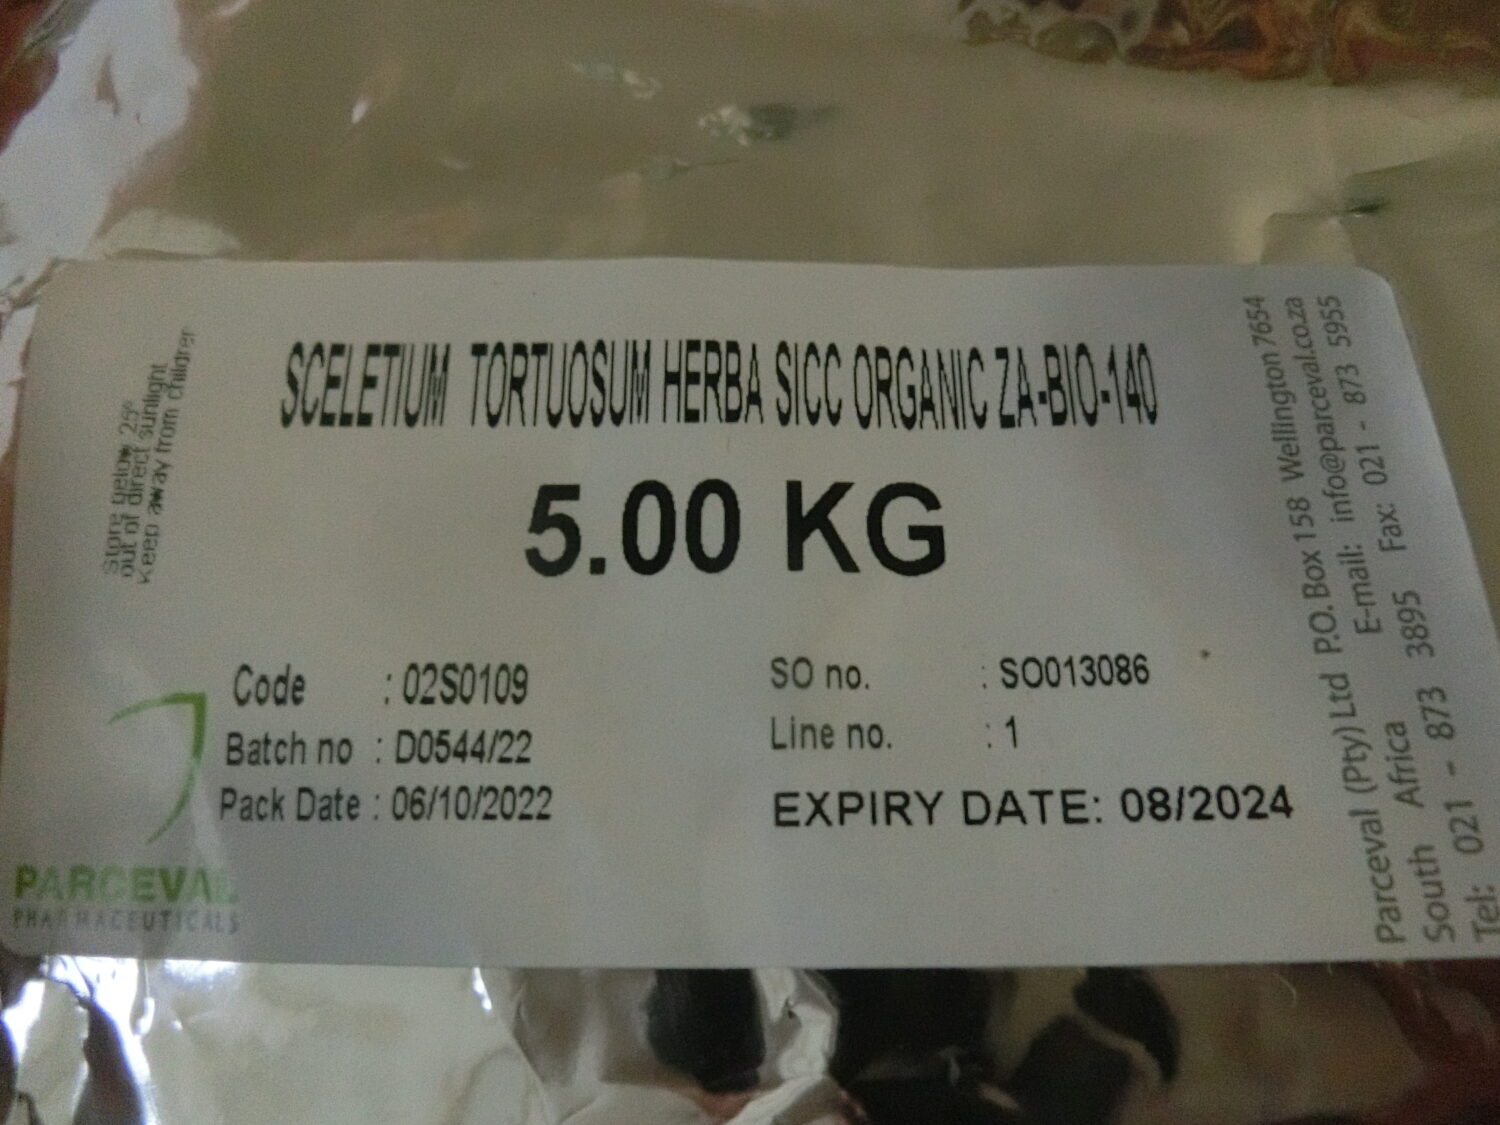 SCELETIUM TORTUOSUM HERBA SICC ORGANIC ZA-BIO-140
5.00 KG
Store below 25°
out of direct sunlight
Keep away from children
Code : 02S0109
Batch no : D0544/22
Pack Date : 06/10/2022
SO no. : SO013086
Line no. : 1
EXPIRY DATE: 08/2024
PARCEVAL
PHARMACEUTICALS
Parceval (Pty) Ltd P.O. Box 158 Wellington 7654
South Africa E-mail: info@parceval.co.za
Tel: 021 - 873 3895 Fax: 021 - 873 5955